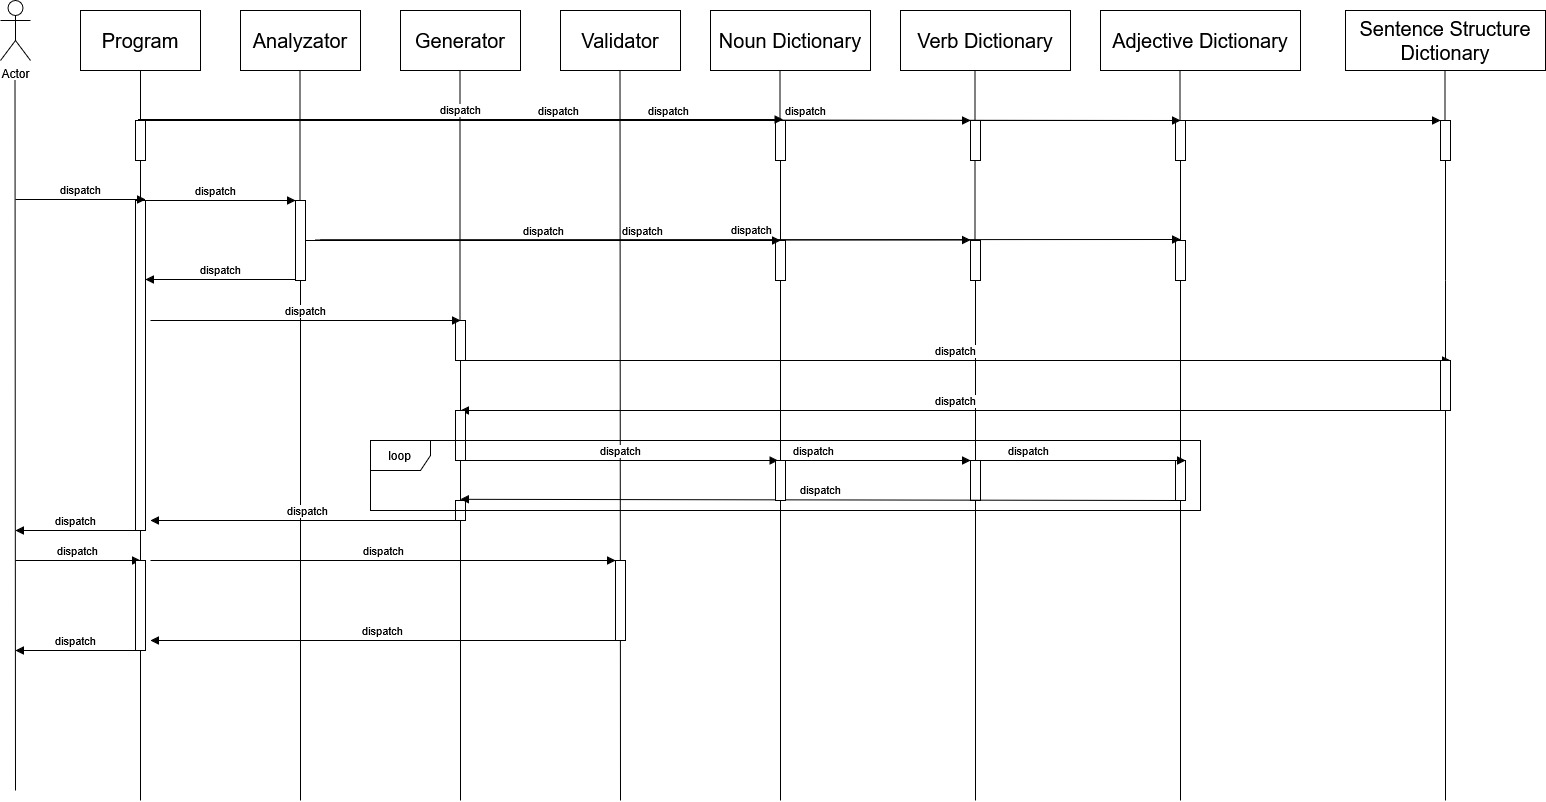 Actor
Program
Analyzator
Generator
Validator
Noun Dictionary
Verb Dictionary
Adjective Dictionary
Sentence Structure
Dictionary
dispatch
dispatch
dispatch
dispatch
dispatch
dispatch
dispatch
dispatch
dispatch
dispatch
dispatch
dispatch
dispatch
loop
dispatch
dispatch
dispatch
dispatch
dispatch
dispatch
dispatch
dispatch
dispatch
dispatch